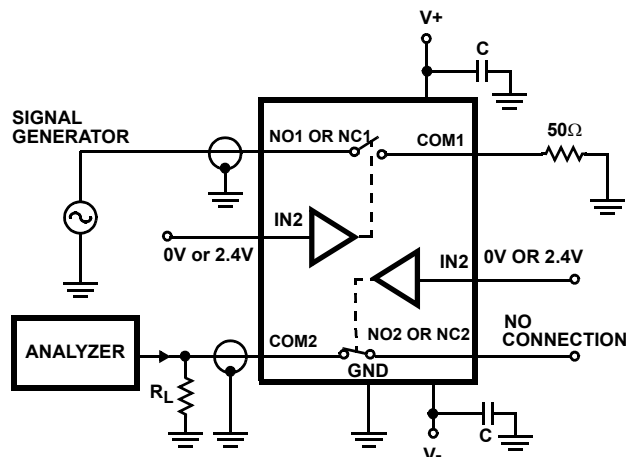 V+
C
SIGNAL
GENERATOR
NO1 OR NC1
COM1
50Ω
IN2
0V or 2.4V
IN2
0V OR 2.4V
ANALYZER
COM2
NO2 OR NC2
NO
CONNECTION
RL
GND
C
V-